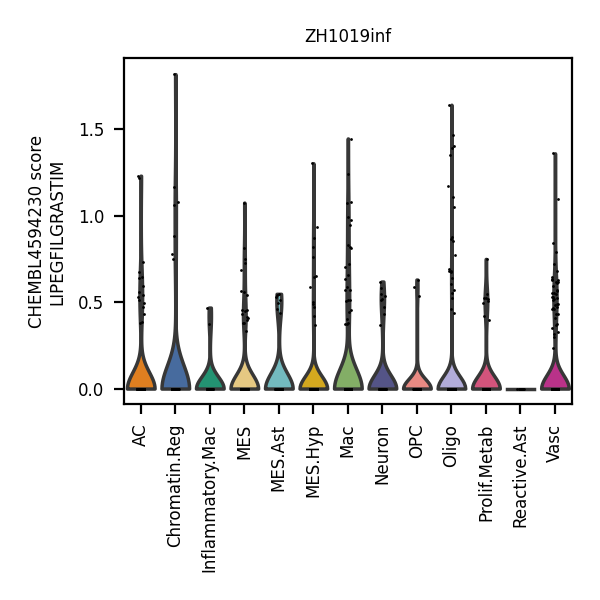 ZH1019inf
CHEMBL4594230 score
LIPEGFILGRASTIM
1.5
1.0
0.5
0.0
AC
Chromatin.Reg
Inflammatory.Mac
MES
MES.Ast
MES.Hyp
Mac
Neuron
OPC
Oligo
Prolif.Metab
Reactive.Ast
Vasc